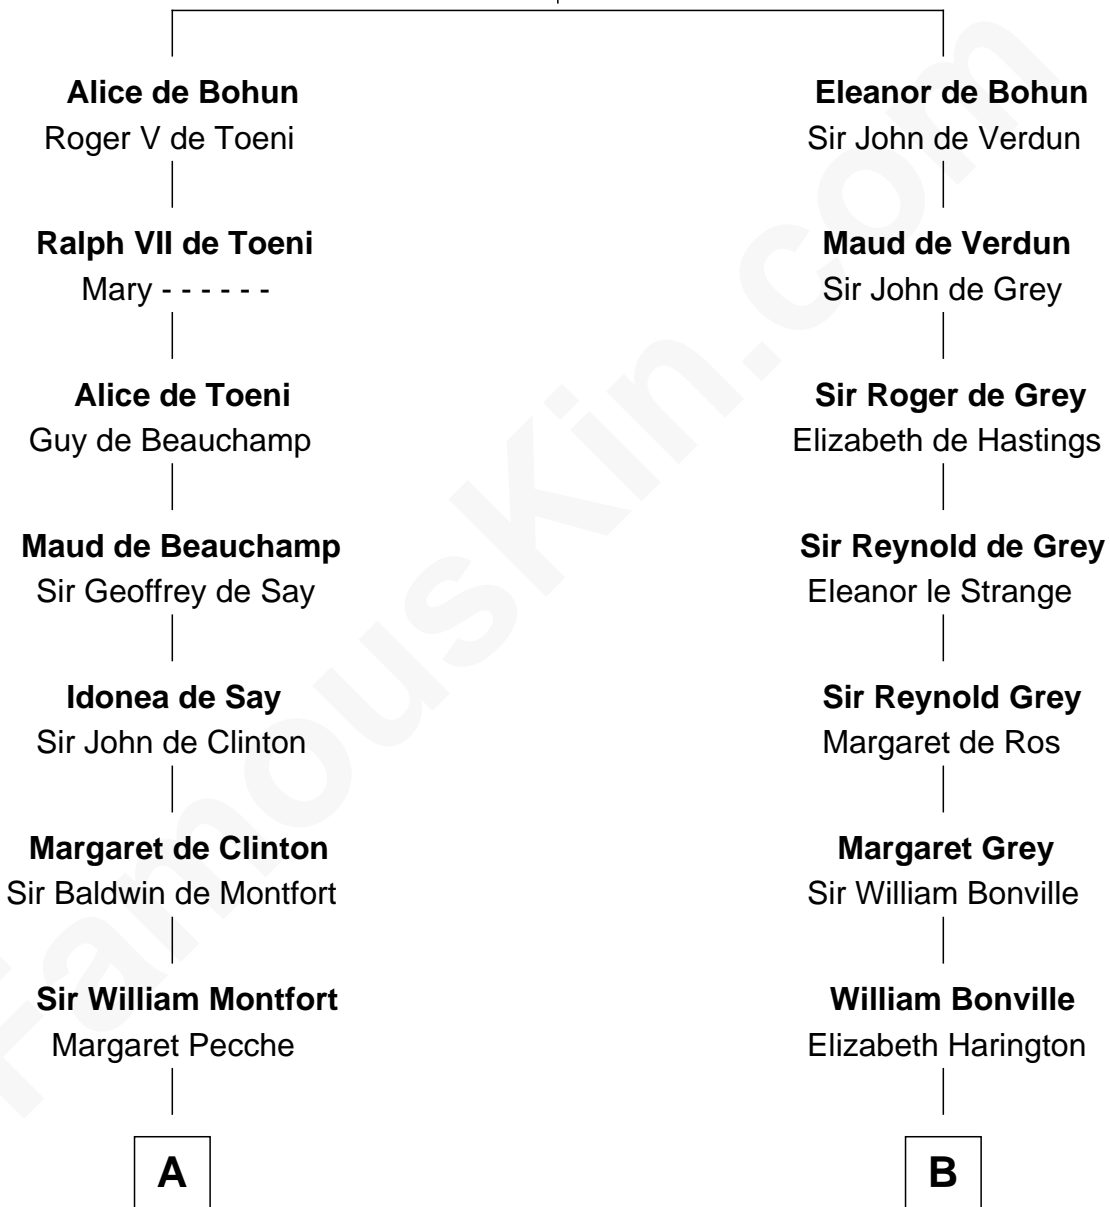 Alice de Bohun
Roger V de Toeni
Ralph VII de Toeni
Mary - - - - - -
Alice de Toeni
Guy de Beauchamp
Maud de Beauchamp
Sir Geoffrey de Say
Idonea de Say
Sir John de Clinton
Margaret de Clinton
Sir Baldwin de Montfort
Sir William Montfort
Margaret Pecche
A
Eleanor de Bohun
Sir John de Verdun
Maud de Verdun
Sir John de Grey
Sir Roger de Grey
Elizabeth de Hastings
Sir Reynold de Grey
Eleanor le Strange
Sir Reynold Grey
Margaret de Ros
Margaret Grey
Sir William Bonville
William Bonville
Elizabeth Harington
B
FamousKin.com